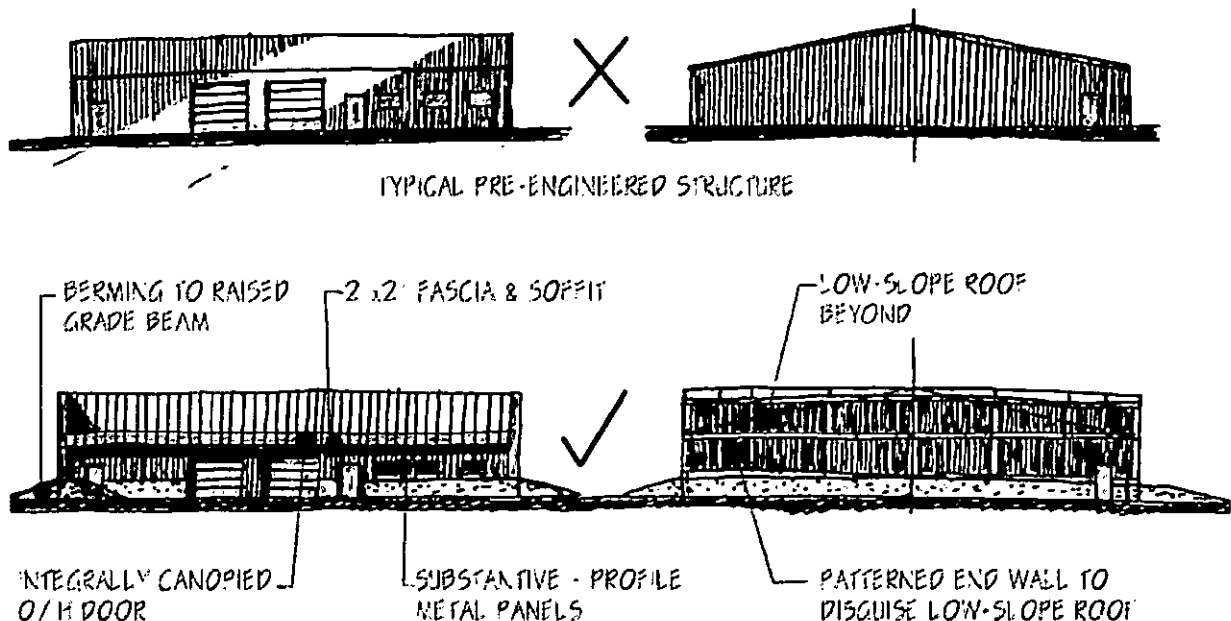 TYPICAL PRE-ENGINEERED STRUCTURE
BERMING TO RAISED
GRADE BEAM
2'x2' FASCIA & SOFFIT
LOW-SLOPE ROOF
BEYOND
INTEGRALLY CANOPIED
O/H DOOR
SUBSTANTIVE - PROFILE
METAL PANELS
PATTERNED END WALL TO
DISGUISE LOW-SLOPE ROOF